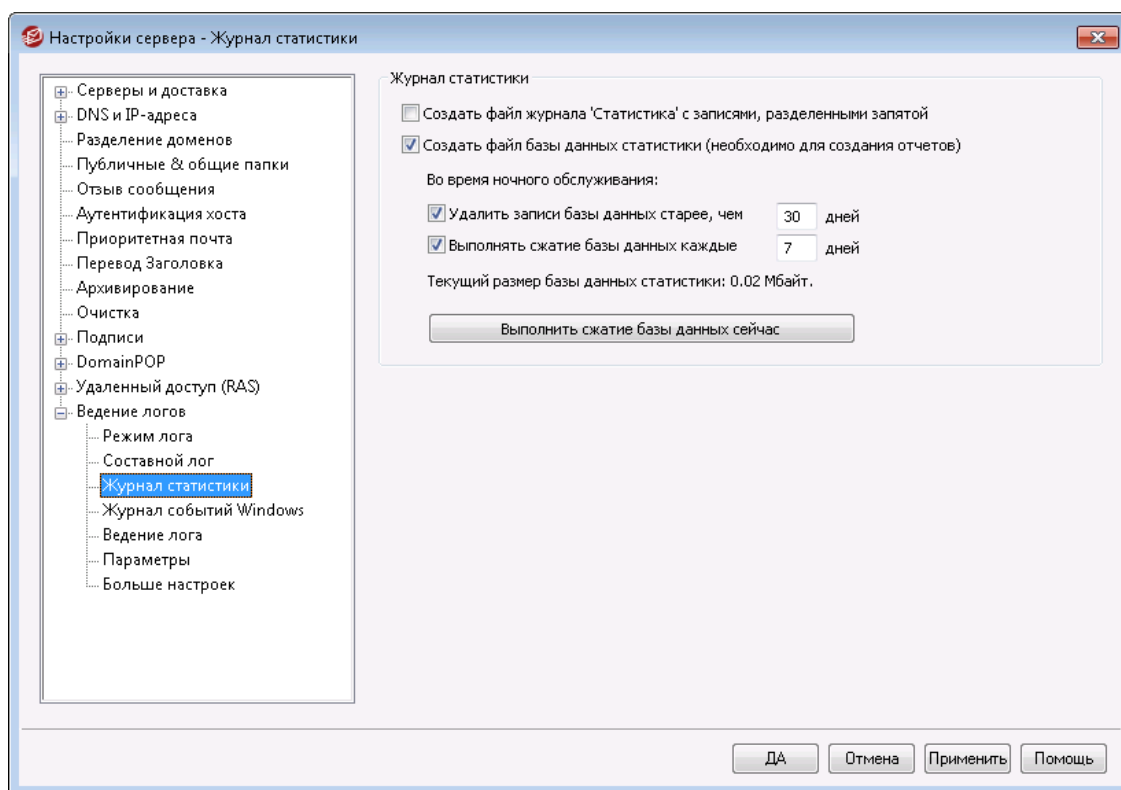 Настройки сервера - Журнал статистики
Серверы и доставка
DNS и IP-адреса
Разделение доменов
Публичные & общие папки
Отзыв сообщения
Аутентификация хоста
Приоритетная почта
Перевод Заголовка
Архивирование
Очистка
Подписи
DomainPOP
Удаленный доступ (RAS)
Ведение логов
Режим лога
Составной лог
Журнал статистики
Журнал событий Windows
Ведение лога
Параметры
Больше настроек
Журнал статистики
Создать файл журнала 'Статистика' с записями, разделенными запятой
Создать файл базы данных статистики (необходимо для создания отчетов)
Во время ночного обслуживания:
Удалить записи базы данных старее, чем 30 дней
Выполнять сжатие базы данных каждые 7 дней
Текущий размер базы данных статистики: 0.02 Мбайт.
Выполнить сжатие базы данных сейчас
ДА Отмена Применить Помощь